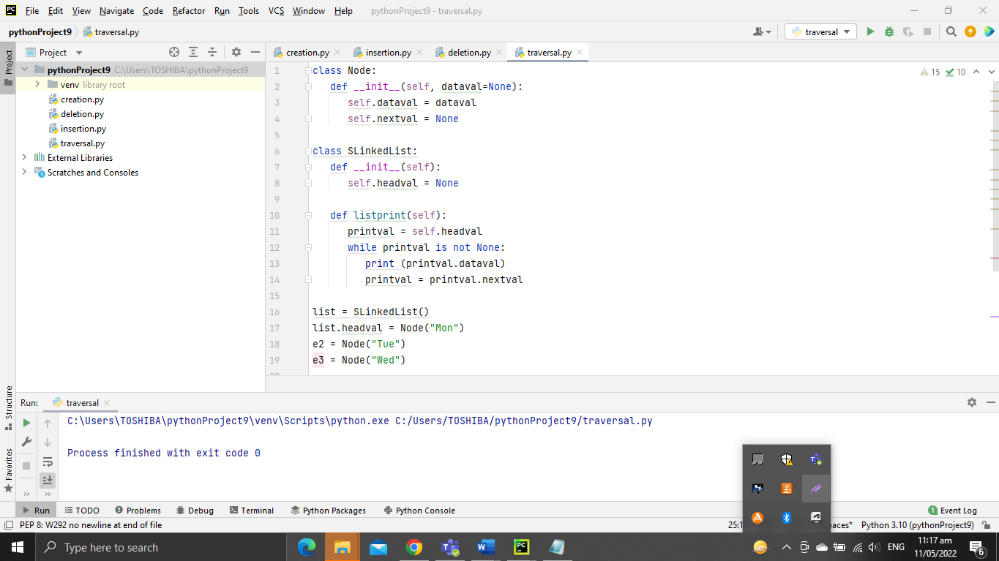 File Edit View Navigate Code Refactor Run Tools VCS Window Help pythonProject9 - traversal.py
pythonProject9 traversal.py
traversal
Project
creation.py insertion.py deletion.py traversal.py
pythonProject9 C:\Users\TOSHIBA\pythonProject9
venv library root
creation.py
deletion.py
insertion.py
traversal.py
External Libraries
Scratches and Consoles
Project
15 10
1 class Node:
2 def __init__(self, dataval=None):
3 self.dataval = dataval
4 self.nextval = None
5
6 class SLinkedList:
7 def __init__(self):
8 self.headval = None
9
10 def listprint(self):
11 printval = self.headval
12 while printval is not None:
13 print (printval.dataval)
14 printval = printval.nextval
15
16 list = SLinkedList()
17 list.headval = Node("Mon")
18 e2 = Node("Tue")
19 e3 = Node("Wed")
Structure
Favorites
Run: traversal
C:\Users\TOSHIBA\pythonProject9\venv\Scripts\python.exe C:/Users/TOSHIBA/pythonProject9/traversal.py
Process finished with exit code 0
Run TODO Problems Debug Terminal Python Packages Python Console 1 Event Log
PEP 8: W292 no newline at end of file 25:1 paces* Python 3.10 (pythonProject9)
Type here to search
ENG
11:17 am
11/05/2022
6